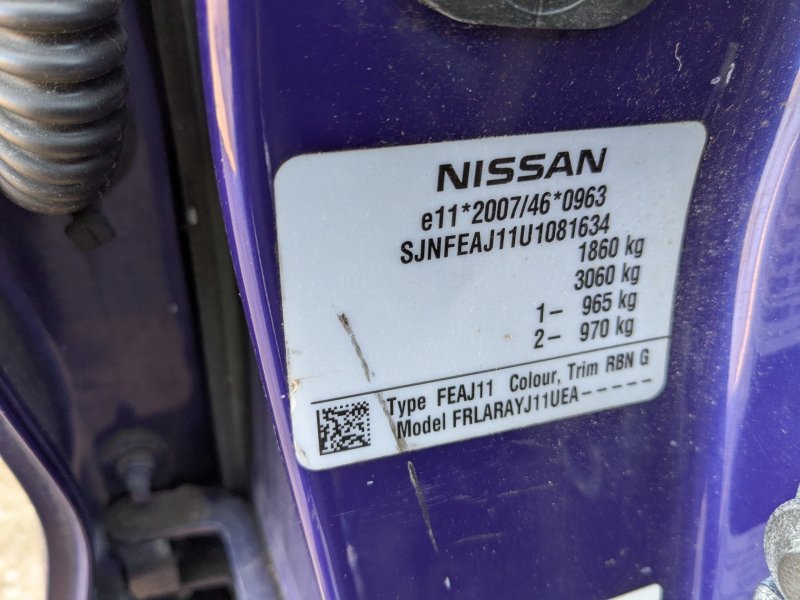 NISSAN
e11*2007/46*0963
SJNFEAJ11U1081634
1860 kg
3060 kg
1- 965 kg
2- 970 kg
Type FEAJ11 Colour, Trim RBN G
Model FRLARAYJ11UEA-----